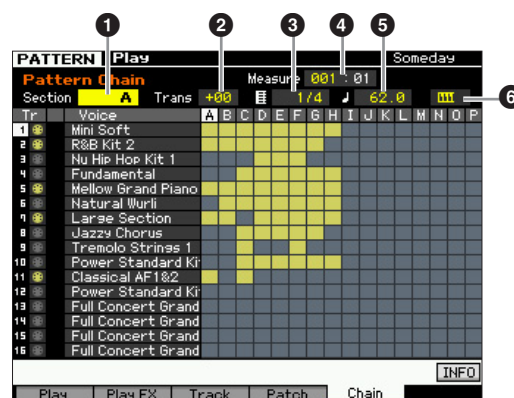 1 2 3 4 5
PATTERN Play Someday
Pattern Chain Measure 001 : 01
Section A Trans +00 1/4 ♩ 62.0 6
Tr Voice A B C D E F G H I J K L M N O P
1 Mini Soft
2 R&B Kit 2
3 Nu Hip Hop Kit 1
4 Fundamental
5 Mellow Grand Piano
6 Natural Wurli
7 Large Section
8 Jazzy Chorus
9 Tremolo Strings 1
10 Power Standard Ki
11 Classical AF1&2
12 Power Standard Ki
13 Full Concert Grand
14 Full Concert Grand
15 Full Concert Grand
16 Full Concert Grand
INFO
Play Play FX Track Patch Chain